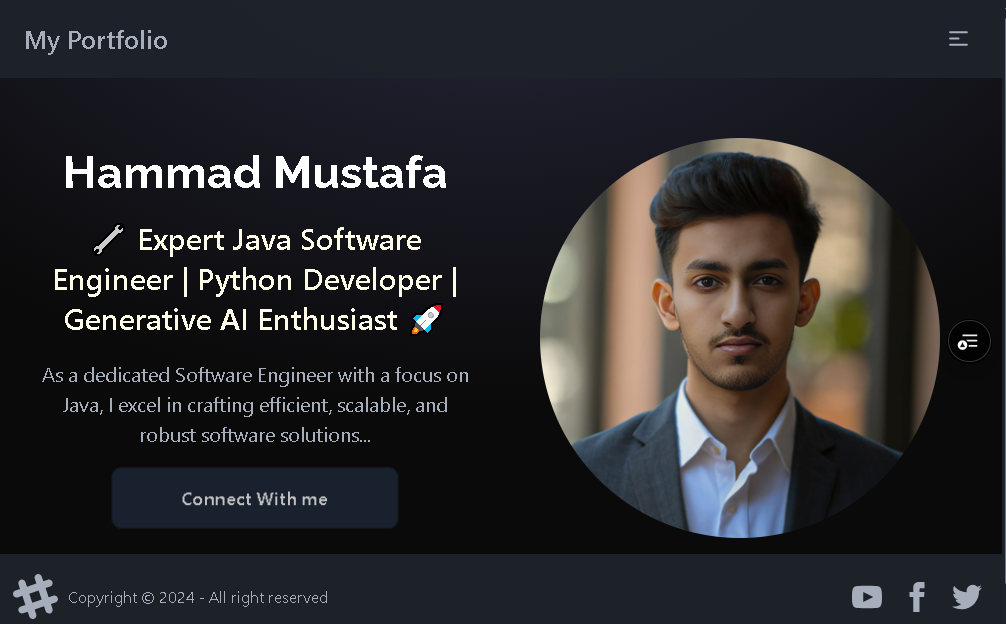 My Portfolio
Hammad Mustafa
🔧 Expert Java Software
Engineer | Python Developer |
Generative AI Enthusiast 🚀
As a dedicated Software Engineer with a focus on
Java, I excel in crafting efficient, scalable, and
robust software solutions...
Connect With me
Copyright © 2024 - All right reserved